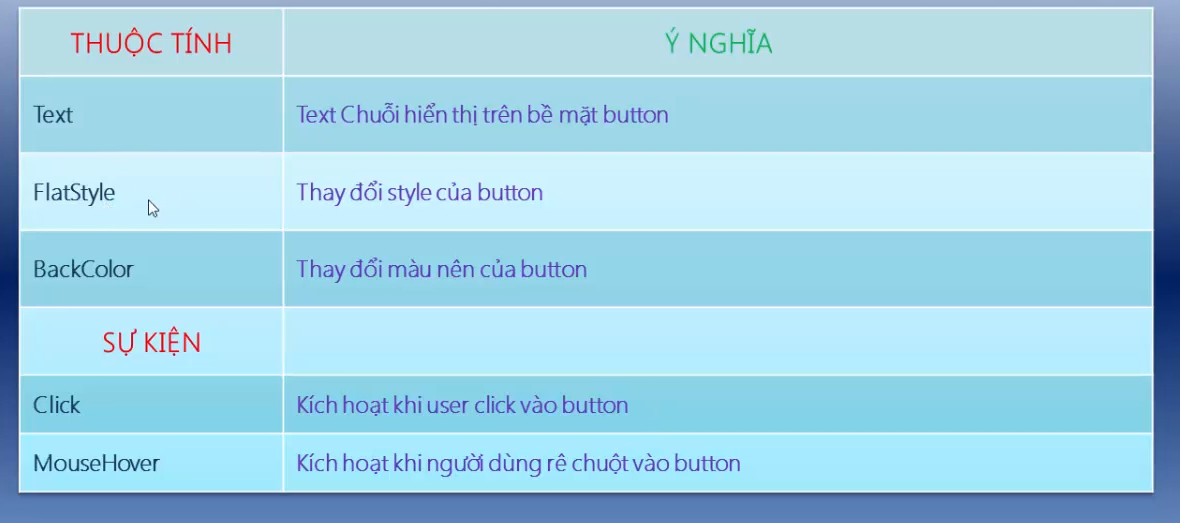 THUỘC TÍNH Ý NGHĨA
Text Text Chuỗi hiển thị trên bề mặt button
FlatStyle Thay đổi style của button
BackColor Thay đổi màu nên của button
SỰ KIỆN
Click Kích hoạt khi user click vào button
MouseHover Kích hoạt khi người dùng rê chuột vào button